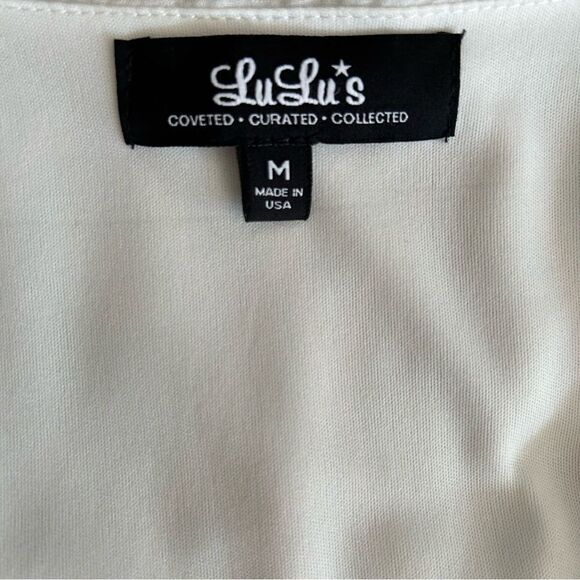 LuLu*s
COVETED • CURATED • COLLECTED
M
MADE IN
USA